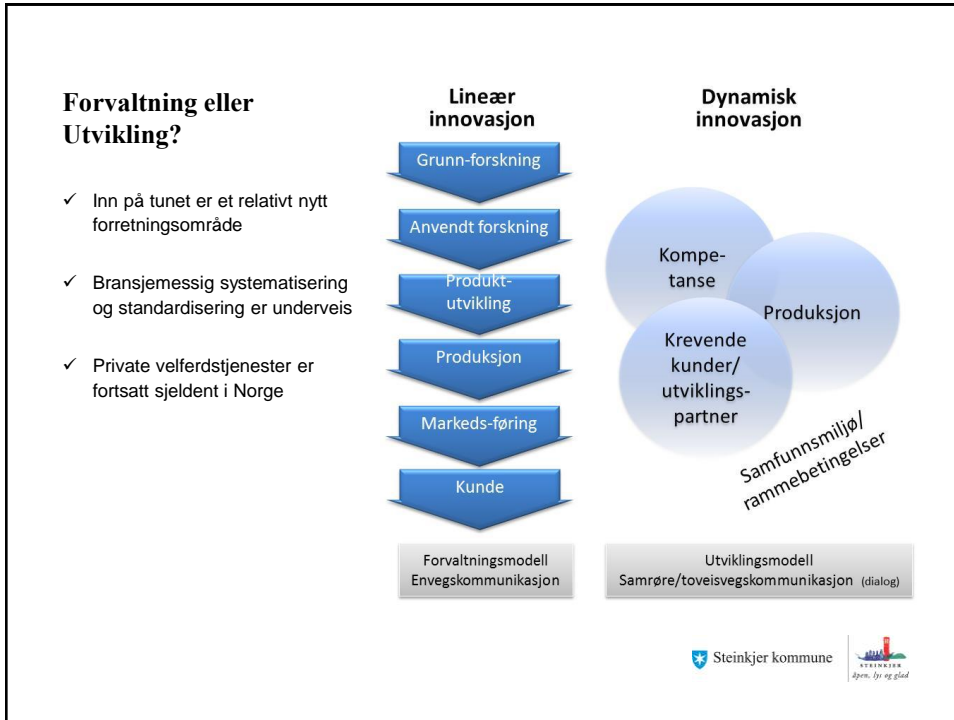 Forvaltning eller
Utvikling?
✓ Inn på tunet er et relativt nytt
forretningsområde
✓ Bransjemessig systematisering
og standardisering er underveis
✓ Private velferdstjenester er
fortsatt sjeldent i Norge
Lineær
innovasjon
Grunn-forskning
Anvendt forskning
Produkt-
utvikling
Produksjon
Markeds-føring
Kunde
Forvaltningsmodell
Envegskommunikasjon
Dynamisk
innovasjon
Kompe-
tanse
Produksjon
Krevende
kunder/
utviklings-
partner
Samfunnsmiljø/
rammebetingelser
Utviklingsmodell
Samrøre/toveisvegskommunikasjon (dialog)
Steinkjer kommune
STEINKJER
åpen, lys og glad